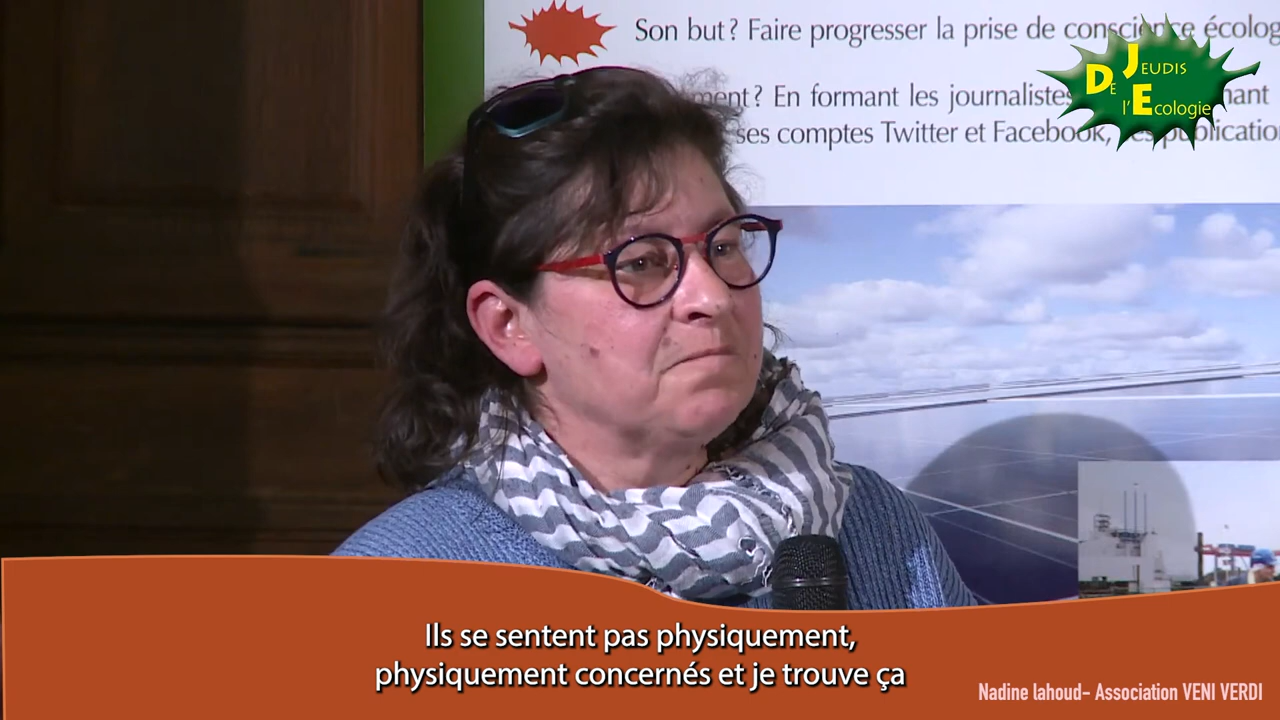 Son but? Faire progresser la prise de conscience écolog
ment? En formant les journalistes
ses comptes Twitter et Facebook,
JEUDIS
DE
l'Ecologie
Ils se sentent pas physiquement,
physiquement concernés et je trouve ça
Nadine lahoud- Association VENI VERDI